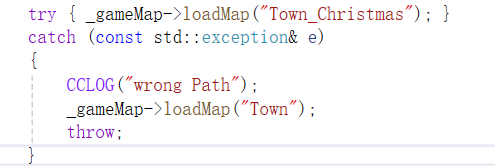 try { _gameMap->loadMap("Town_Christmas"); }
catch (const std::exception& e)
{
CCLOG("wrong Path");
_gameMap->loadMap("Town");
throw;
}